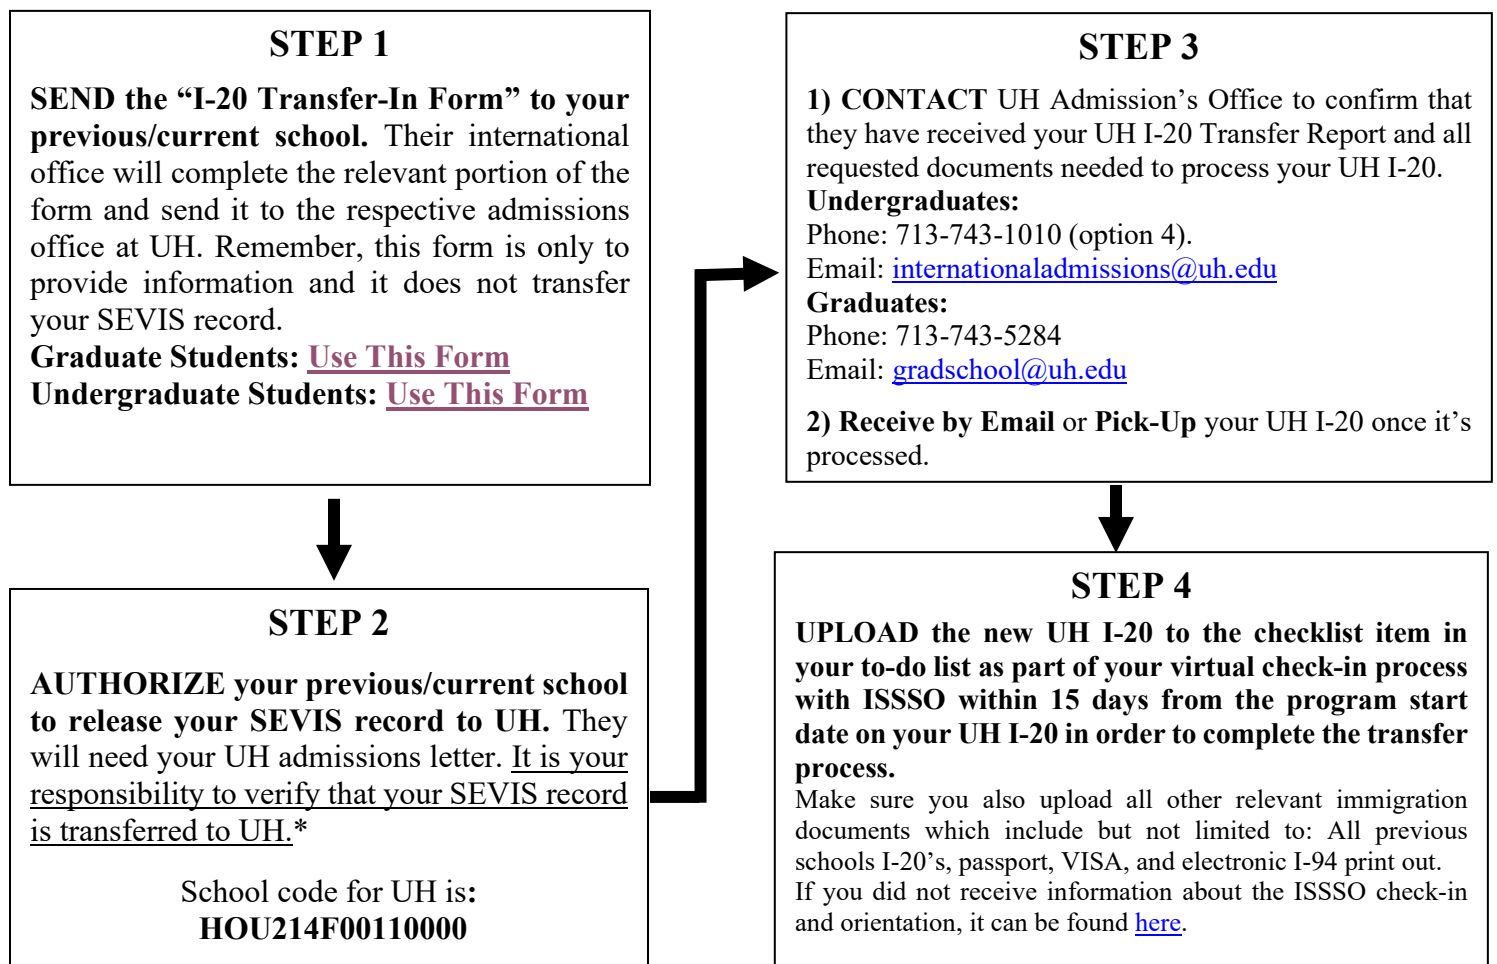 STEP 1
SEND the “I-20 Transfer-In Form” to your
previous/current school. Their international
office will complete the relevant portion of the
form and send it to the respective admissions
office at UH. Remember, this form is only to
provide information and it does not transfer
your SEVIS record.
Graduate Students: Use This Form
Undergraduate Students: Use This Form
STEP 2
AUTHORIZE your previous/current school
to release your SEVIS record to UH. They
will need your UH admissions letter. It is your
responsibility to verify that your SEVIS record
is transferred to UH.*
School code for UH is:
HOU214F00110000
STEP 3
1) CONTACT UH Admission’s Office to confirm that
they have received your UH I-20 Transfer Report and all
requested documents needed to process your UH I-20.
Undergraduates:
Phone: 713-743-1010 (option 4).
Email: internationaladmissions@uh.edu
Graduates:
Phone: 713-743-5284
Email: gradschool@uh.edu
2) Receive by Email or Pick-Up your UH I-20 once it’s
processed.
STEP 4
UPLOAD the new UH I-20 to the checklist item in
your to-do list as part of your virtual check-in process
with ISSSO within 15 days from the program start
date on your UH I-20 in order to complete the transfer
process.
Make sure you also upload all other relevant immigration
documents which include but not limited to: All previous
schools I-20’s, passport, VISA, and electronic I-94 print out.
If you did not receive information about the ISSSO check-in
and orientation, it can be found here.